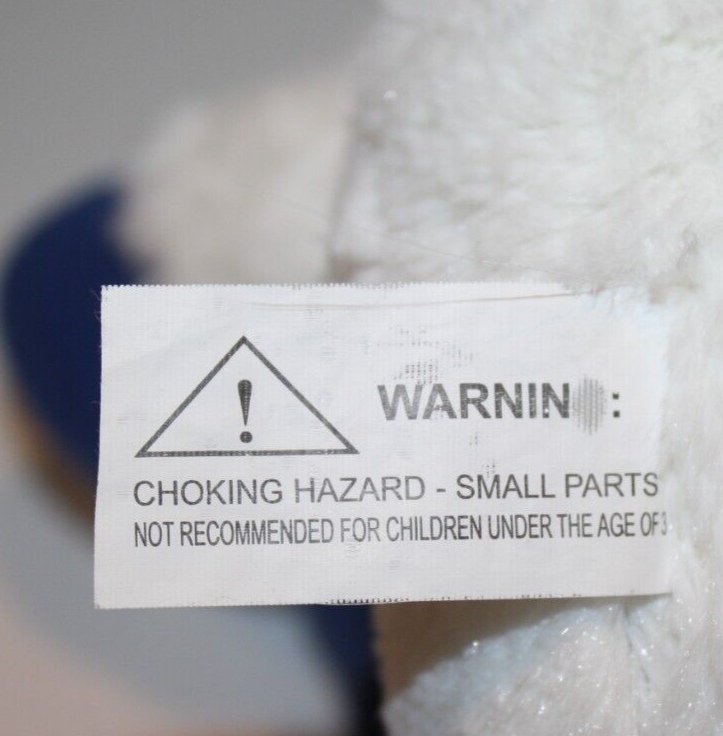 WARNIN :
CHOKING HAZARD - SMALL PARTS
NOT RECOMMENDED FOR CHILDREN UNDER THE AGE OF 3